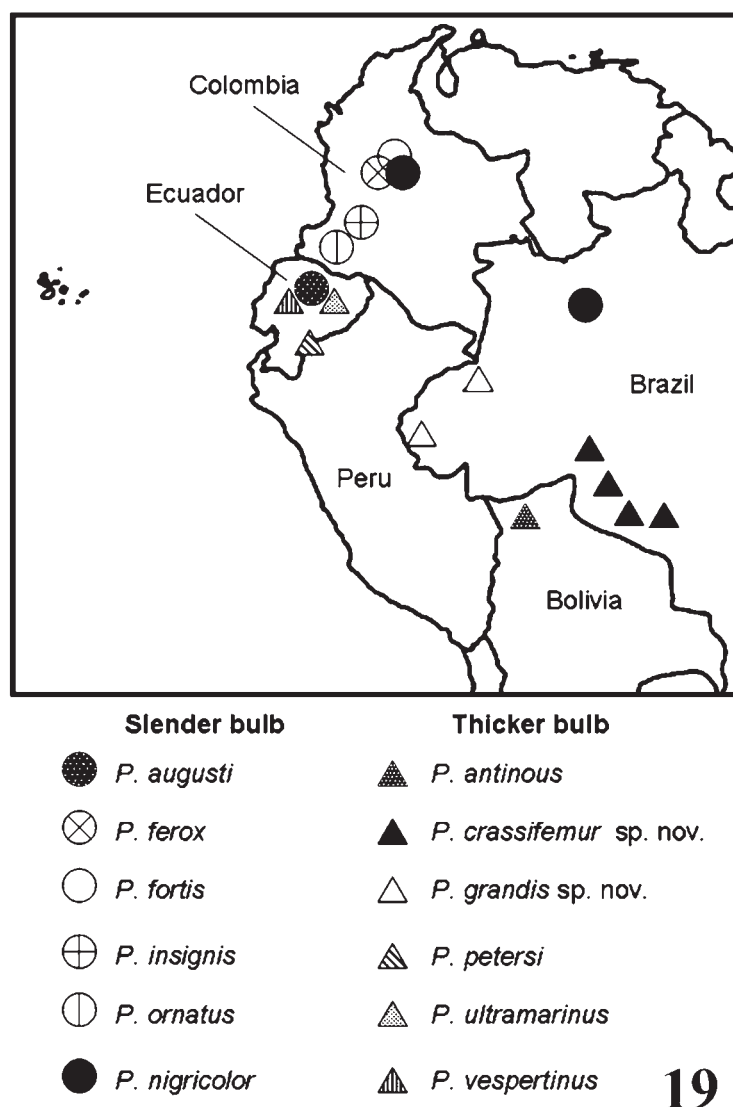 Colombia
Ecuador
Brazil
Peru
Bolivia
Slender bulb Thicker bulb
P. augusti P. antinous
P. ferox P. crassifemur sp. nov.
P. fortis P. grandis sp. nov.
P. insignis P. petersi
P. ornatus P. ultramarinus
P. nigricolor P. vespertinus
19